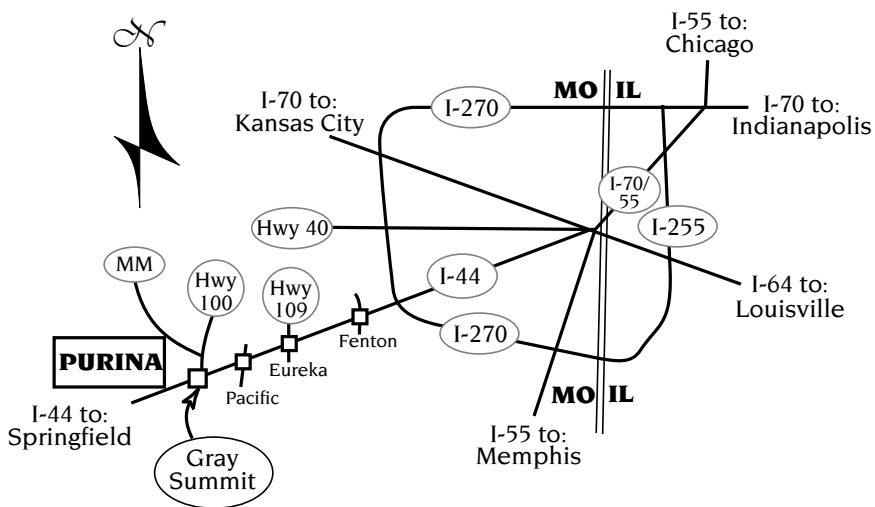 N
I-55 to:
Chicago
MO IL
I-70 to:
Kansas City
I-270
I-70 to:
Indianapolis
I-70/
55
Hwy 40
I-255
MM
Hwy
100
Hwy
109
I-44
I-64 to:
Louisville
Fenton
I-270
PURINA
Eureka
Pacific
MO IL
I-44 to:
Springfield
I-55 to:
Memphis
Gray
Summit